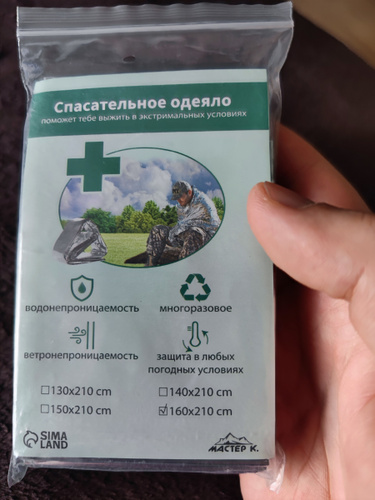 Спасательное одеяло
поможет тебе выжить в экстримальных условиях
водонепроницаемость
многоразовое
ветронепроницаемость
защита в любых
погодных условиях
130x210 cm
140x210 cm
150x210 cm
160x210 cm
SIMA
LAND
МАСТЕР К.